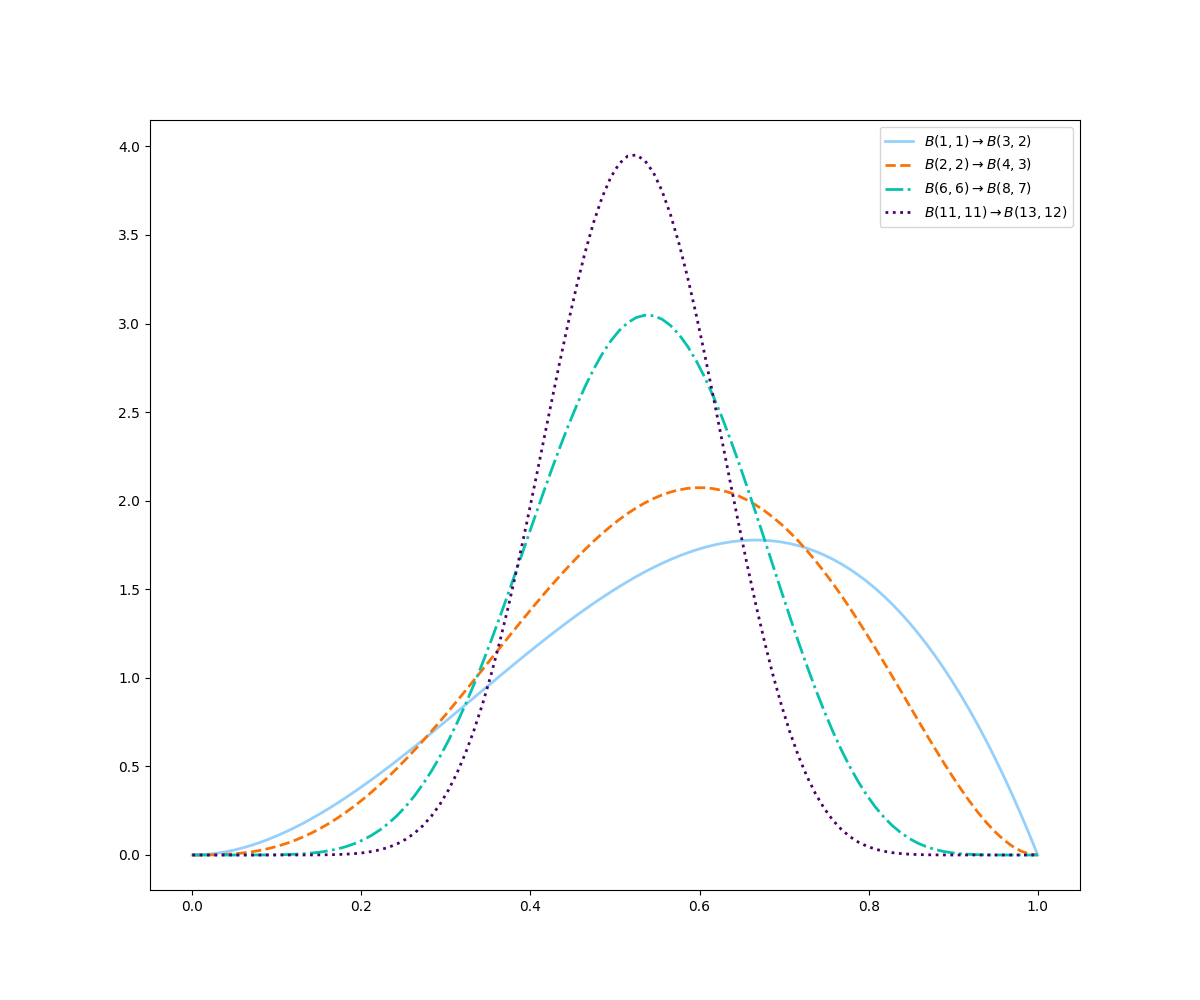 B(1, 1) → B(3, 2)
B(2, 2) → B(4, 3)
B(6, 6) → B(8, 7)
B(11, 11) → B(13, 12)
4.0
3.5
3.0
2.5
2.0
1.5
1.0
0.5
0.0
0.0 0.2 0.4 0.6 0.8 1.0